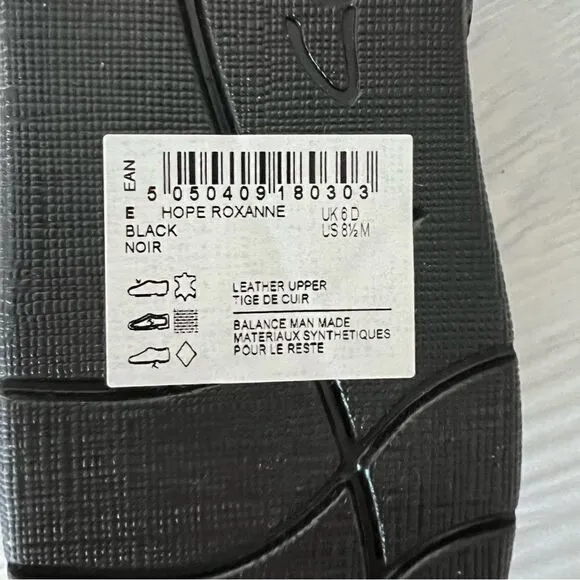 EAN
5 050409 180303
E HOPE ROXANNE UK 6 D
BLACK US 8½ M
NOIR
LEATHER UPPER
TIGE DE CUIR
BALANCE MAN MADE
MATERIAUX SYNTHETIQUES
POUR LE RESTE